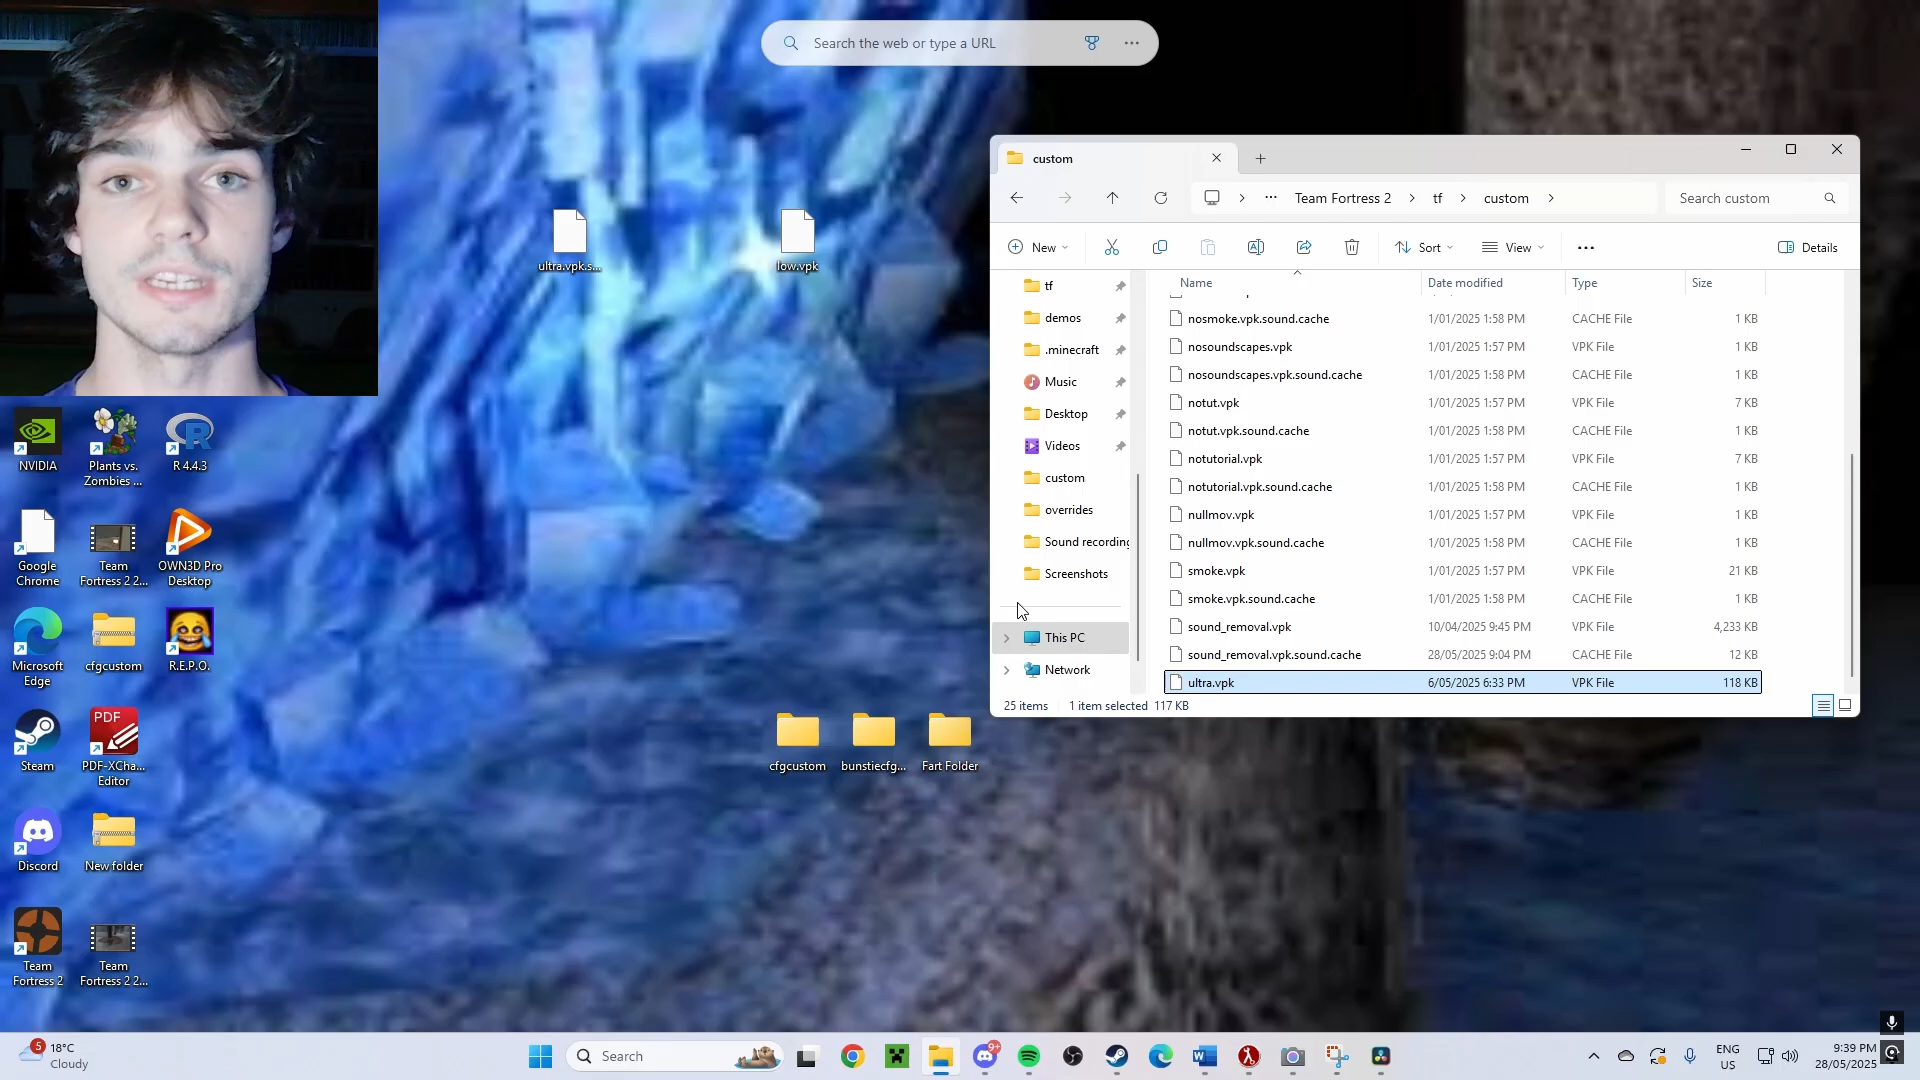 Search the web or type a URL
custom
Team Fortress 2
tf
custom
Search custom
New
Sort
View
Details
Name
Date modified
Type
Size
tf
demos
.minecraft
Music
Desktop
Videos
custom
overrides
Sound recording
Screenshots
This PC
Network
nosmoke.vpk.sound.cache 1/01/2025 1:58 PM CACHE File 1 KB
nosoundscapes.vpk 1/01/2025 1:57 PM VPK File 1 KB
nosoundscapes.vpk.sound.cache 1/01/2025 1:58 PM CACHE File 1 KB
notut.vpk 1/01/2025 1:57 PM VPK File 7 KB
notut.vpk.sound.cache 1/01/2025 1:58 PM CACHE File 1 KB
notutorial.vpk 1/01/2025 1:57 PM VPK File 7 KB
notutorial.vpk.sound.cache 1/01/2025 1:58 PM CACHE File 1 KB
nullmov.vpk 1/01/2025 1:57 PM VPK File 1 KB
nullmov.vpk.sound.cache 1/01/2025 1:58 PM CACHE File 1 KB
smoke.vpk 1/01/2025 1:57 PM VPK File 21 KB
smoke.vpk.sound.cache 1/01/2025 1:58 PM CACHE File 1 KB
sound_removal.vpk 10/04/2025 9:45 PM VPK File 4,233 KB
sound_removal.vpk.sound.cache 28/05/2025 9:04 PM CACHE File 12 KB
ultra.vpk 6/05/2025 6:33 PM VPK File 118 KB
25 items 1 item selected 117 KB
ultra.vpk.s...
low.vpk
NVIDIA
Plants vs.
Zombies ...
R 4.4.3
Google
Chrome
Team
Fortress 2 2...
OWN3D Pro
Desktop
Microsoft
Edge
cfgcustom
R.E.P.O.
Steam
PDF
PDF-XCha...
Editor
Discord
New folder
Team
Fortress 2
Team
Fortress 2 2...
cfgcustom
bunstiecfg...
Fart Folder
5
18°C
Cloudy
Search
9+
ENG
US
9:39 PM
28/05/2025